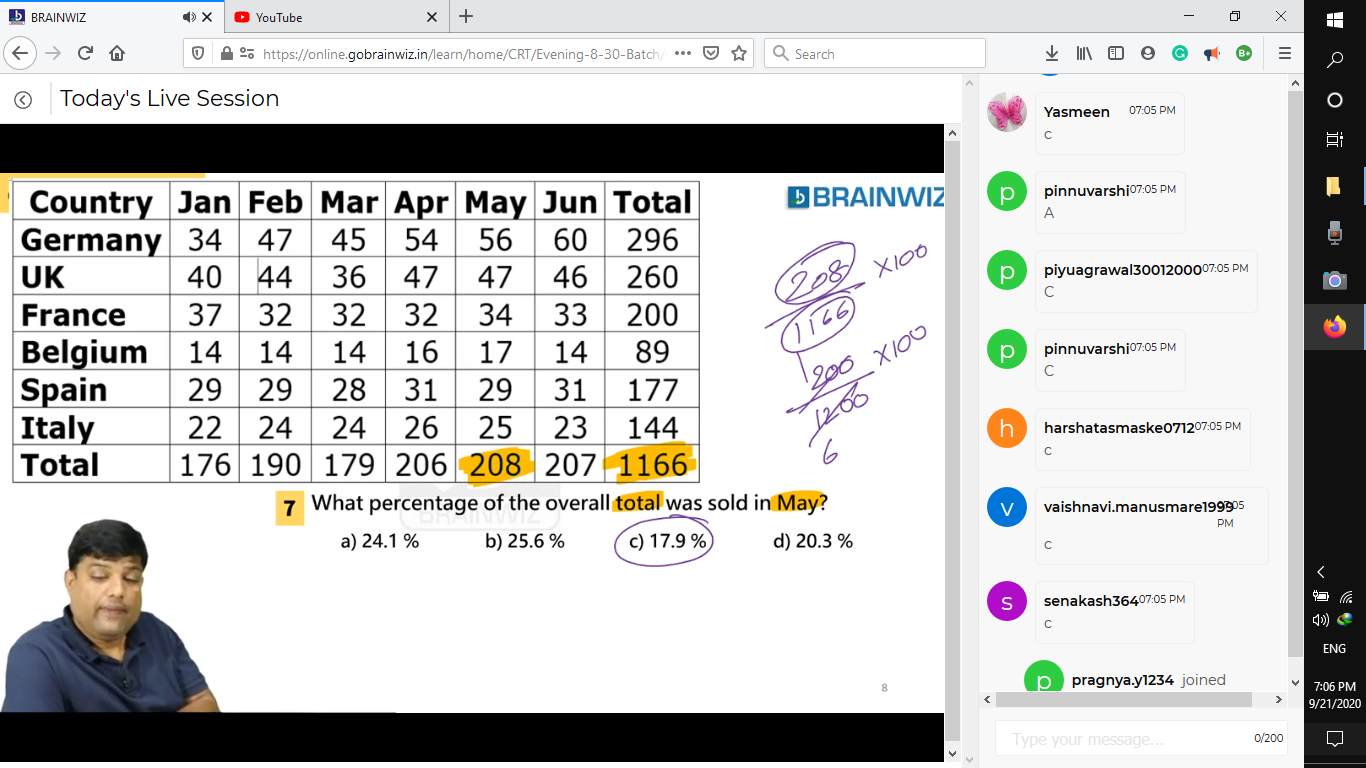 BRAINWIZ
YouTube
https://online.gobrainwiz.in/learn/home/CRT/Evening-8-30-Batch/
Search
Today's Live Session
Country Jan Feb Mar Apr May Jun Total
Germany 34 47 45 54 56 60 296
UK 40 44 36 47 47 46 260
France 37 32 32 32 34 33 200
Belgium 14 14 14 16 17 14 89
Spain 29 29 28 31 29 31 177
Italy 22 24 24 26 25 23 144
Total 176 190 179 206 208 207 1166
BRAINWIZ
208 X100
1166
200 X100
1200
6
BRAINWIZ
7 What percentage of the overall total was sold in May?
a) 24.1 % b) 25.6 % c) 17.9 % d) 20.3 %
8
Yasmeen 07:05 PM
C
pinnuvarshi 07:05 PM
A
piyuagrawal30012000 07:05 PM
C
pinnuvarshi 07:05 PM
C
harshatasmaske0712 07:05 PM
C
vaishnavi.manusmare1999 07:05 PM
C
senakash364 07:05 PM
C
pragnya.y1234 joined
Type your message...
0/200
ENG
7:06 PM
9/21/2020